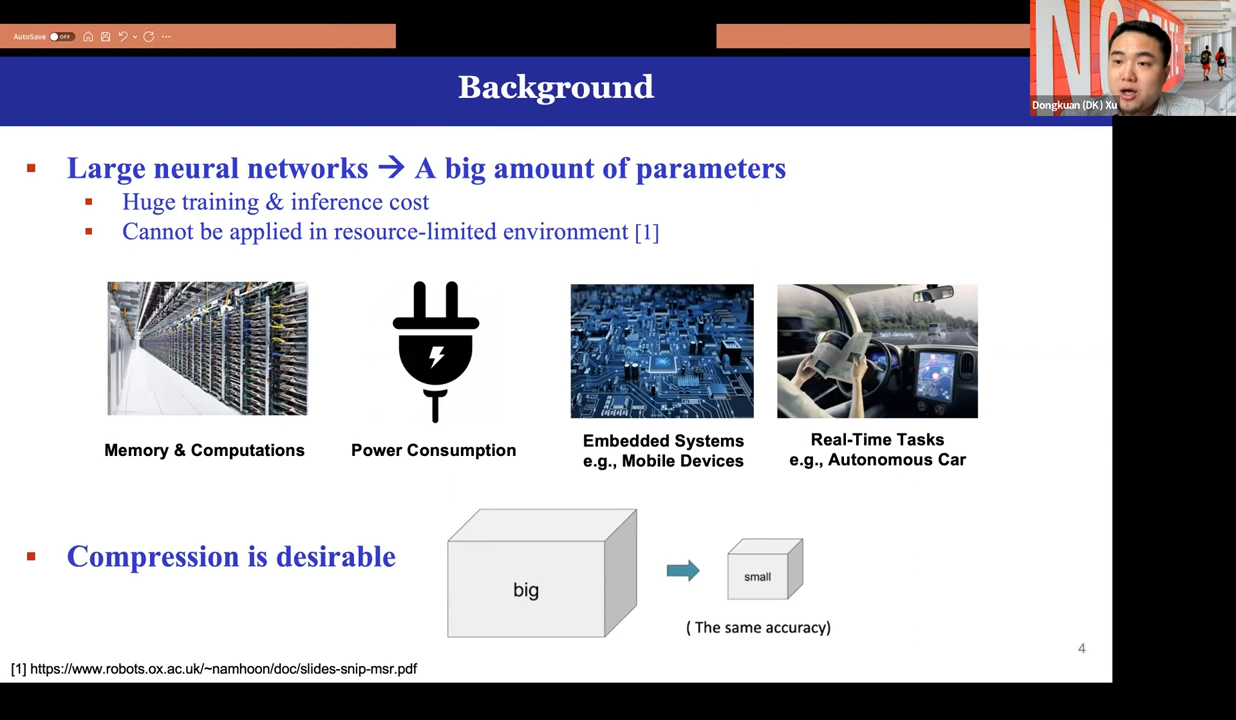 AutoSave OFF
Dongkuan (DK) Xu
Background
Large neural networks → A big amount of parameters
Huge training & inference cost
Cannot be applied in resource-limited environment [1]
Memory & Computations
Power Consumption
Embedded Systems
e.g., Mobile Devices
Real-Time Tasks
e.g., Autonomous Car
Compression is desirable
big
small
( The same accuracy)
4
[1] https://www.robots.ox.ac.uk/~namhoon/doc/slides-snip-msr.pdf